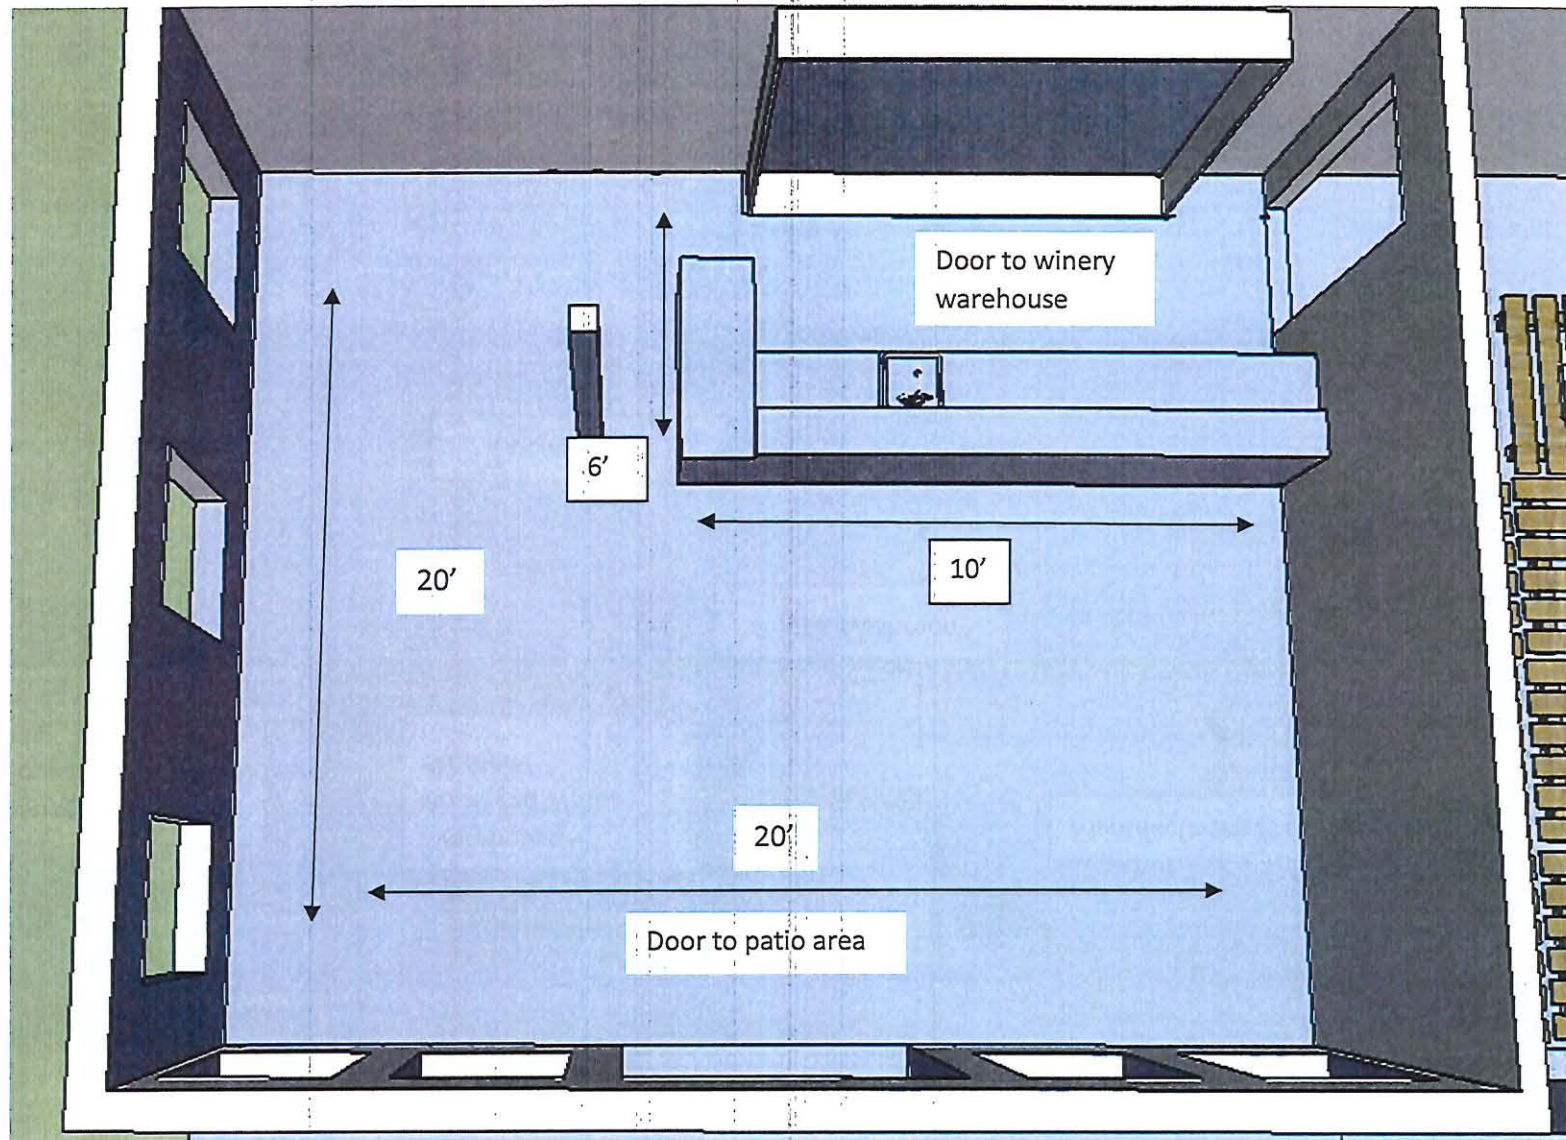 Door to winery
warehouse
6’
10’
20’
20’
Door to patio area